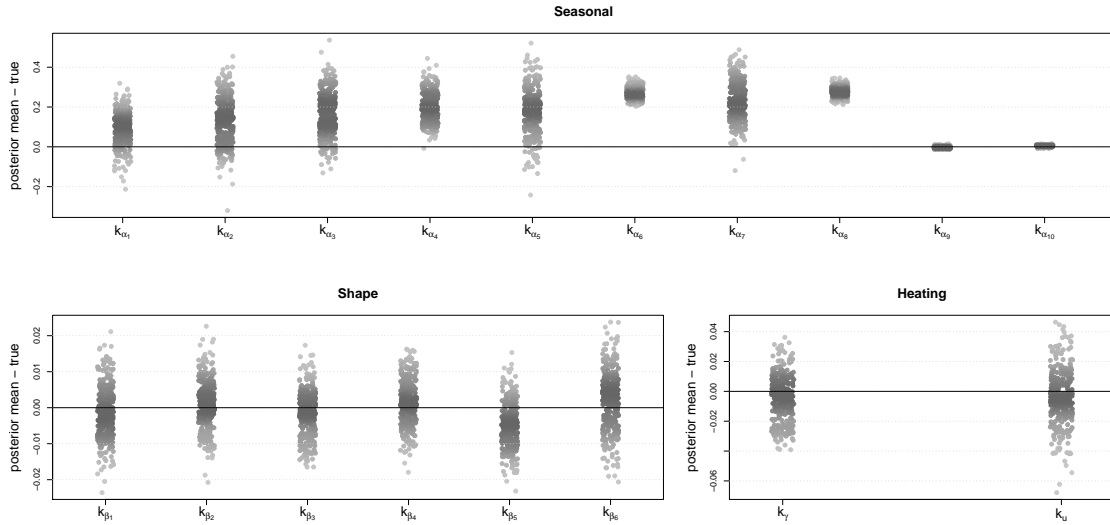 Seasonal
posterior mean − true
0.4
0.2
0.0
−0.2
kα1 kα2 kα3 kα4 kα5 kα6 kα7 kα8 kα9 kα10
Shape
posterior mean − true
0.02
0.01
0.00
−0.01
−0.02
kβ1 kβ2 kβ3 kβ4 kβ5 kβ6
Heating
posterior mean − true
0.04
0.02
0.00
−0.02
−0.06
kγ ku